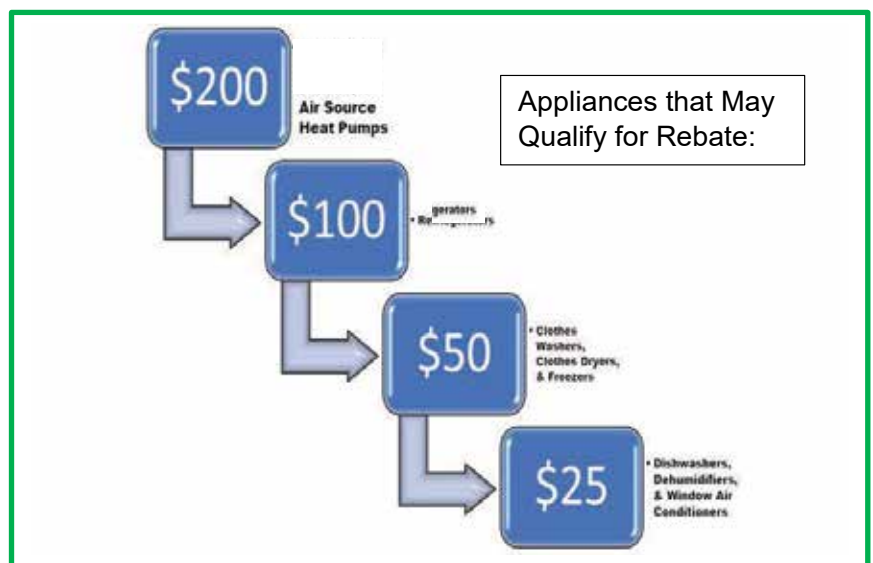 $200
Air Source
Heat Pumps
Appliances that May
Qualify for Rebate:
$100
gerators
$50
• Clothes
Washers,
Clothes Dryers,
& Freezers
$25
• Dishwashers,
Dehumidifiers,
& Window Air
Conditioners